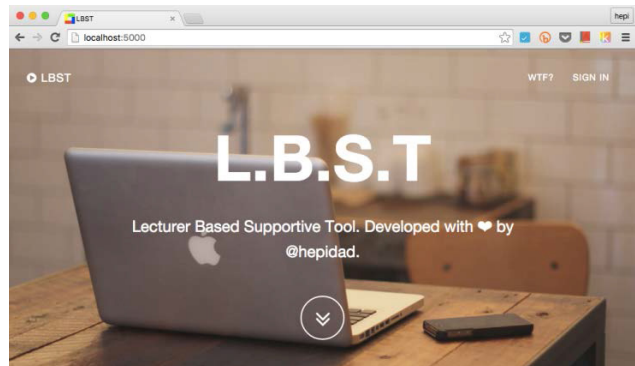 LBST
hepi
localhost:5000
LBST
WTF? SIGN IN
L.B.S.T
Lecturer Based Supportive Tool. Developed with ❤ by
@hepidad.